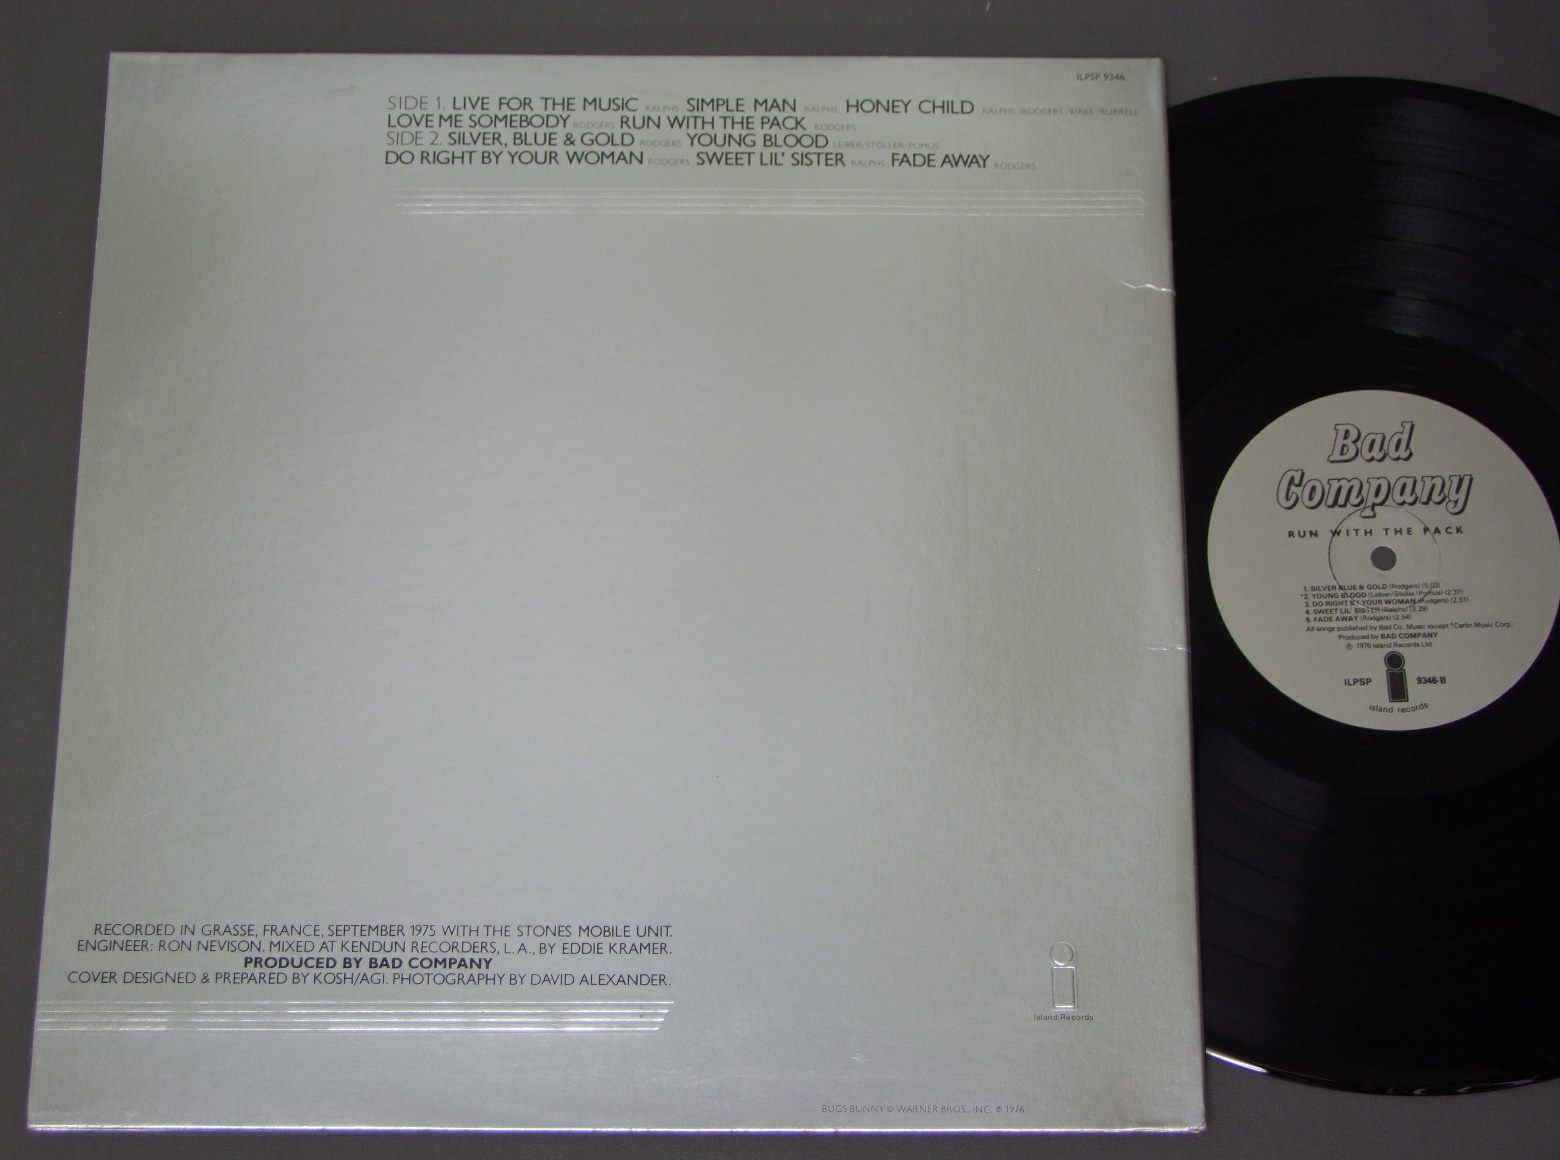 ILPSP 9346
SIDE 1. LIVE FOR THE MUSIC RALPHS SIMPLE MAN RALPHS HONEY CHILD RALPHS/RODGERS/KIRKE/BURRELL
LOVE ME SOMEBODY RODGERS RUN WITH THE PACK RODGERS
SIDE 2. SILVER, BLUE & GOLD RODGERS YOUNG BLOOD LEIBER/STOLLER/POMUS
DO RIGHT BY YOUR WOMAN RODGERS SWEET LIL' SISTER RALPHS FADE AWAY RODGERS
RECORDED IN GRASSE, FRANCE, SEPTEMBER 1975 WITH THE STONES MOBILE UNIT.
ENGINEER: RON NEVISON. MIXED AT KENDUN RECORDERS, L.A., BY EDDIE KRAMER.
PRODUCED BY BAD COMPANY
COVER DESIGNED & PREPARED BY KOSH/AGI. PHOTOGRAPHY BY DAVID ALEXANDER.
Island Records
BUGS BUNNY © WARNER BROS., INC. ℗ 1976
Bad
Company
RUN WITH THE PACK
1. SILVER BLUE & GOLD (Rodgers) (5.03)
*2. YOUNG BLOOD (Leiber/Stoller/Pomus) (2.37)
3. DO RIGHT BY YOUR WOMAN (Rodgers) (2.51)
4. SWEET LIL' SISTER (Ralphs) (3.29)
5. FADE AWAY (Rodgers) (2.54)
All songs published by Bad Co. Music except *Carlin Music Corp.
Produced by BAD COMPANY
℗ 1976 Island Records Ltd
ILPSP 9346-B
island records